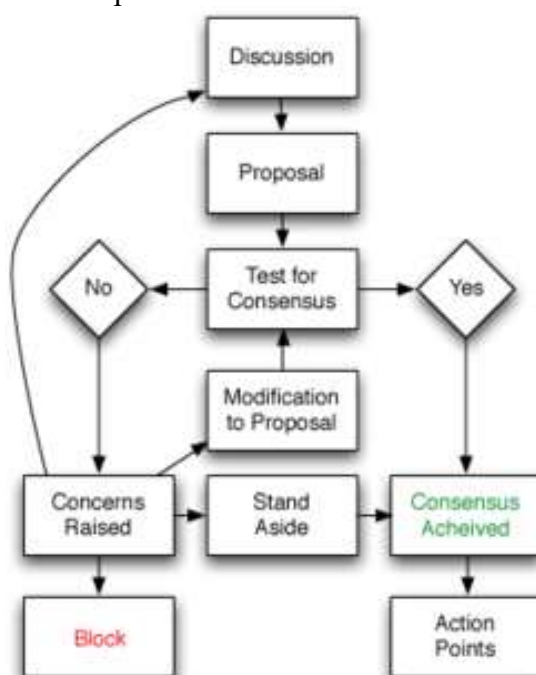 Discussion
Proposal
No
Test for
Consensus
Yes
Modification
to Proposal
Concerns
Raised
Stand
Aside
Consensus
Acheived
Block
Action
Points